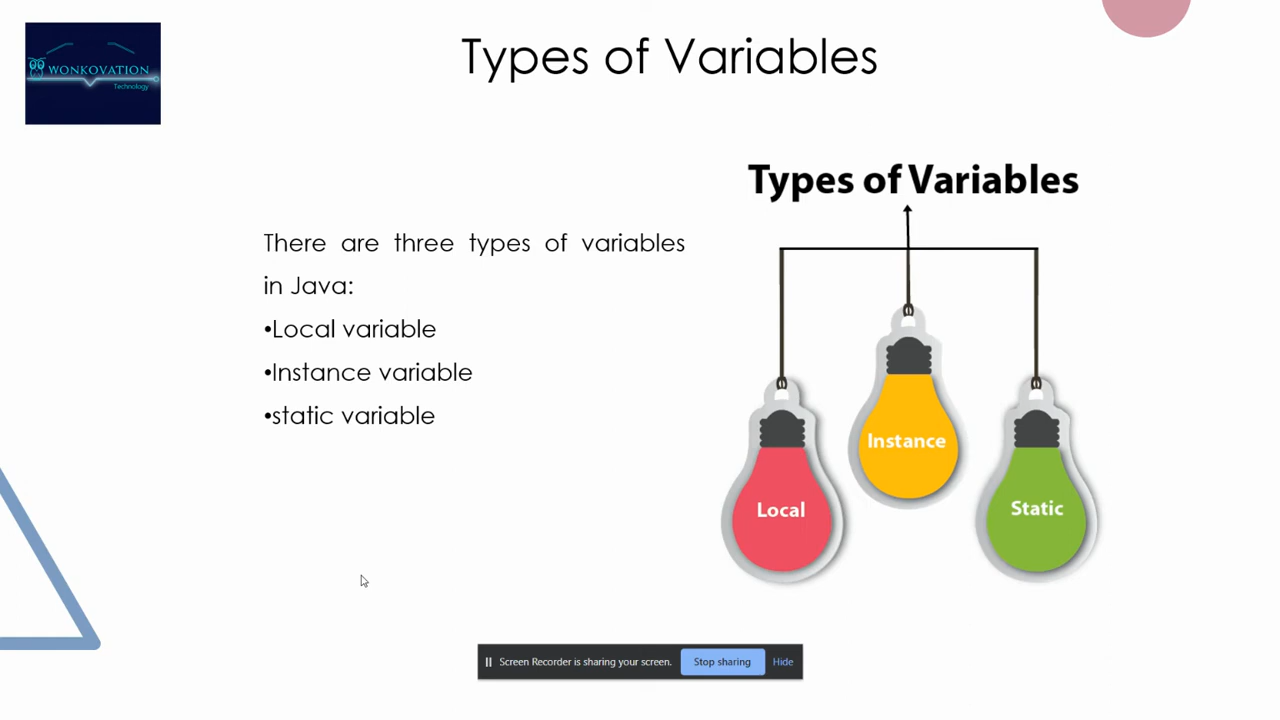 WONKOVATION
Technology
Types of Variables
Types of Variables
There are three types of variables
in Java:
•Local variable
•Instance variable
•static variable
Instance
Local
Static
Screen Recorder is sharing your screen. Stop sharing Hide